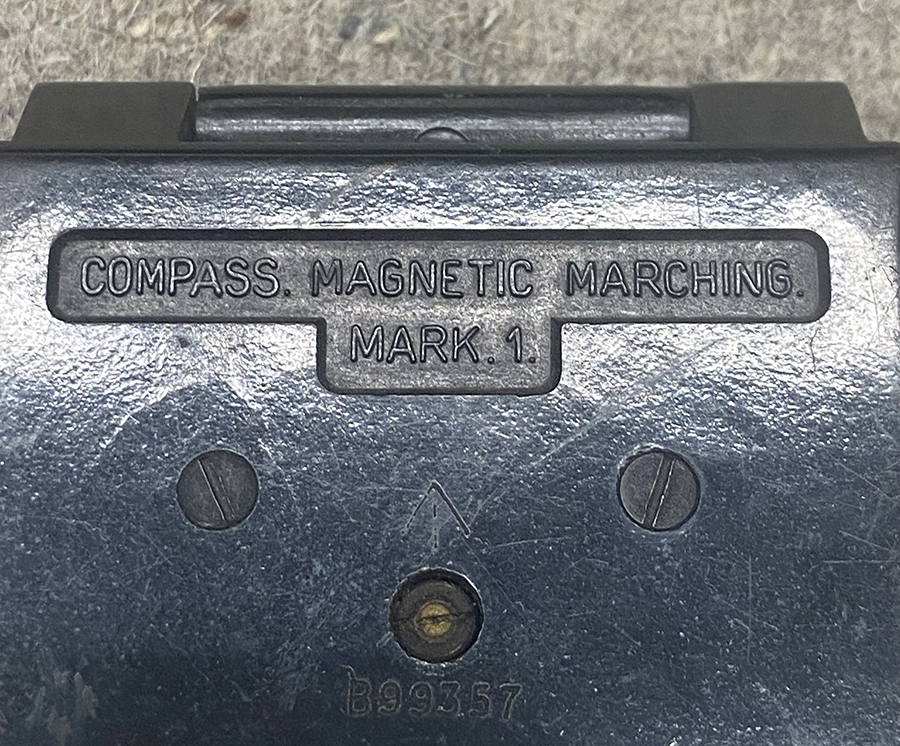 COMPASS. MAGNETIC MARCHING.
MARK. 1.
B99357